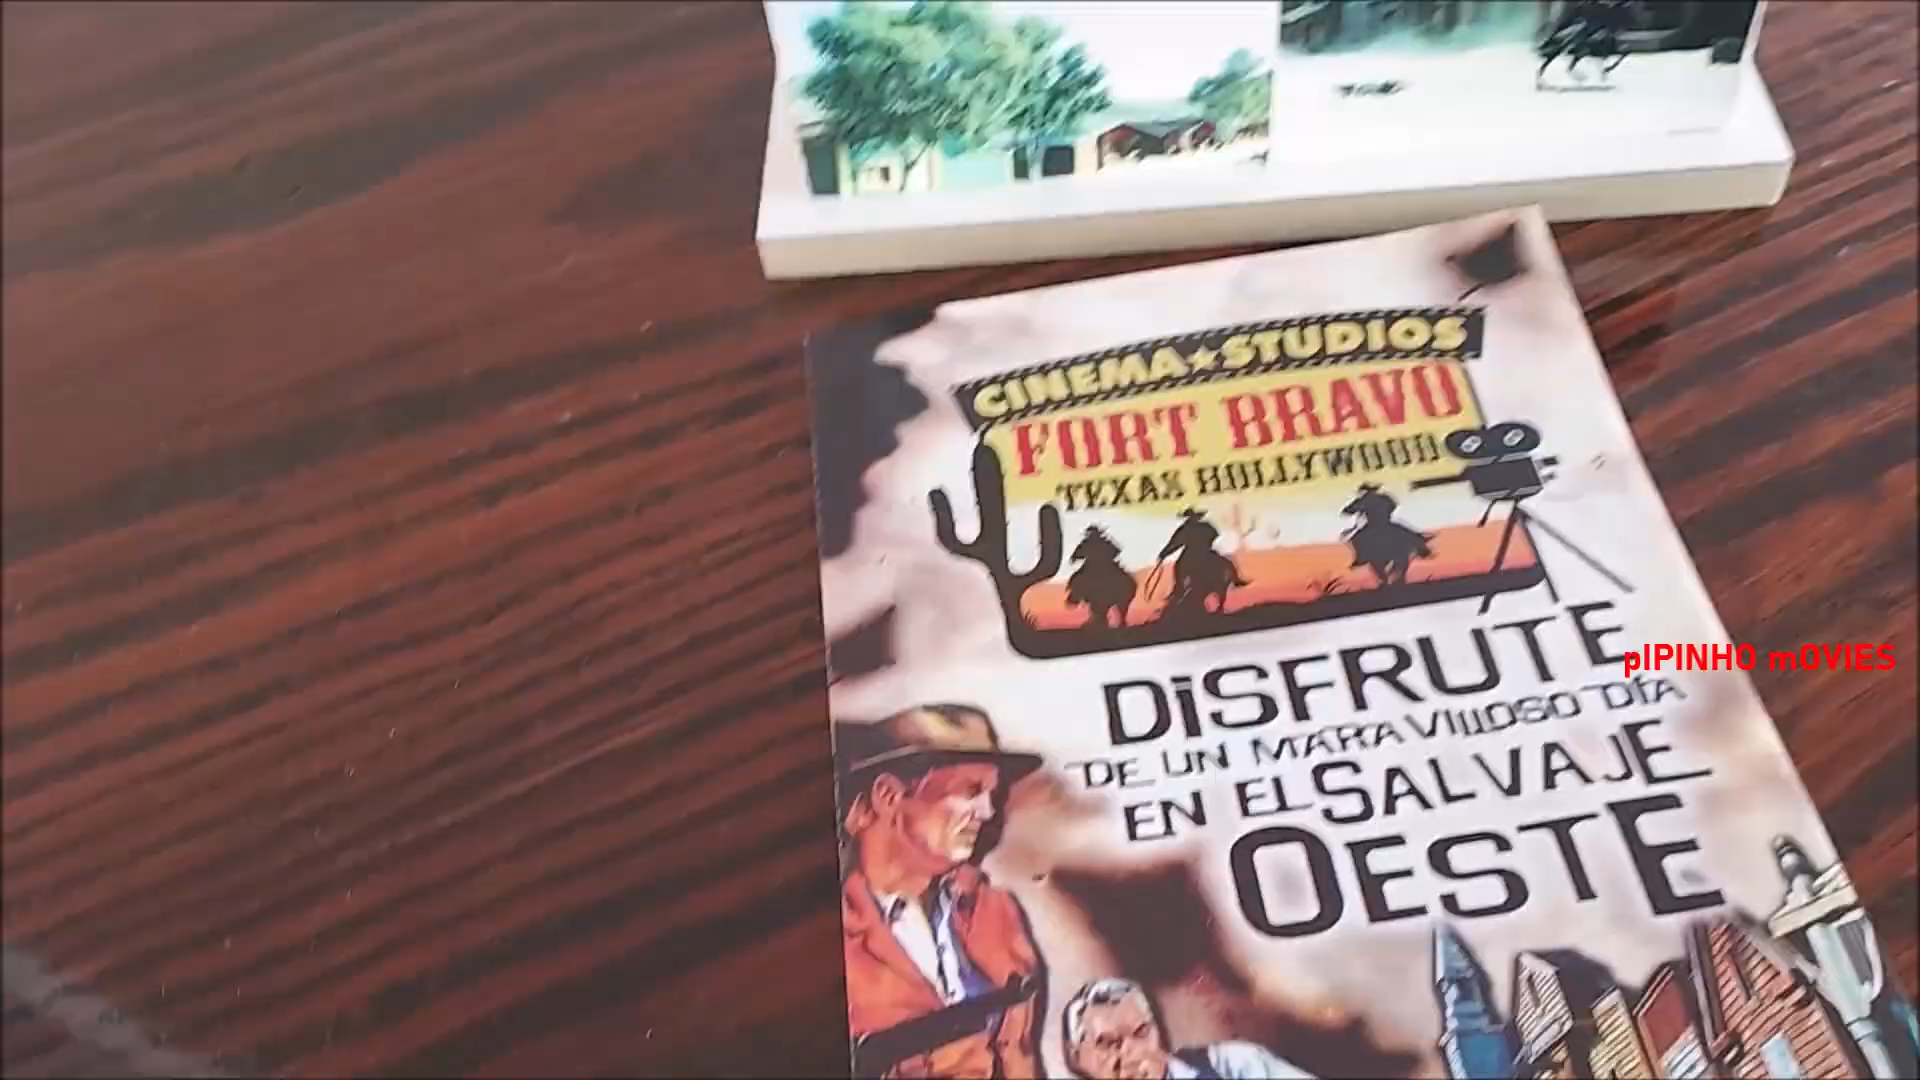 CINEMA★STUDIOS
FORT BRAVO
TEXAS HOLLYWOOD
DiSFRUTE
DE UN MARAVILLOSO DÍA
EN EL SALVAJE
OESTE
pIPINHO mOVIES